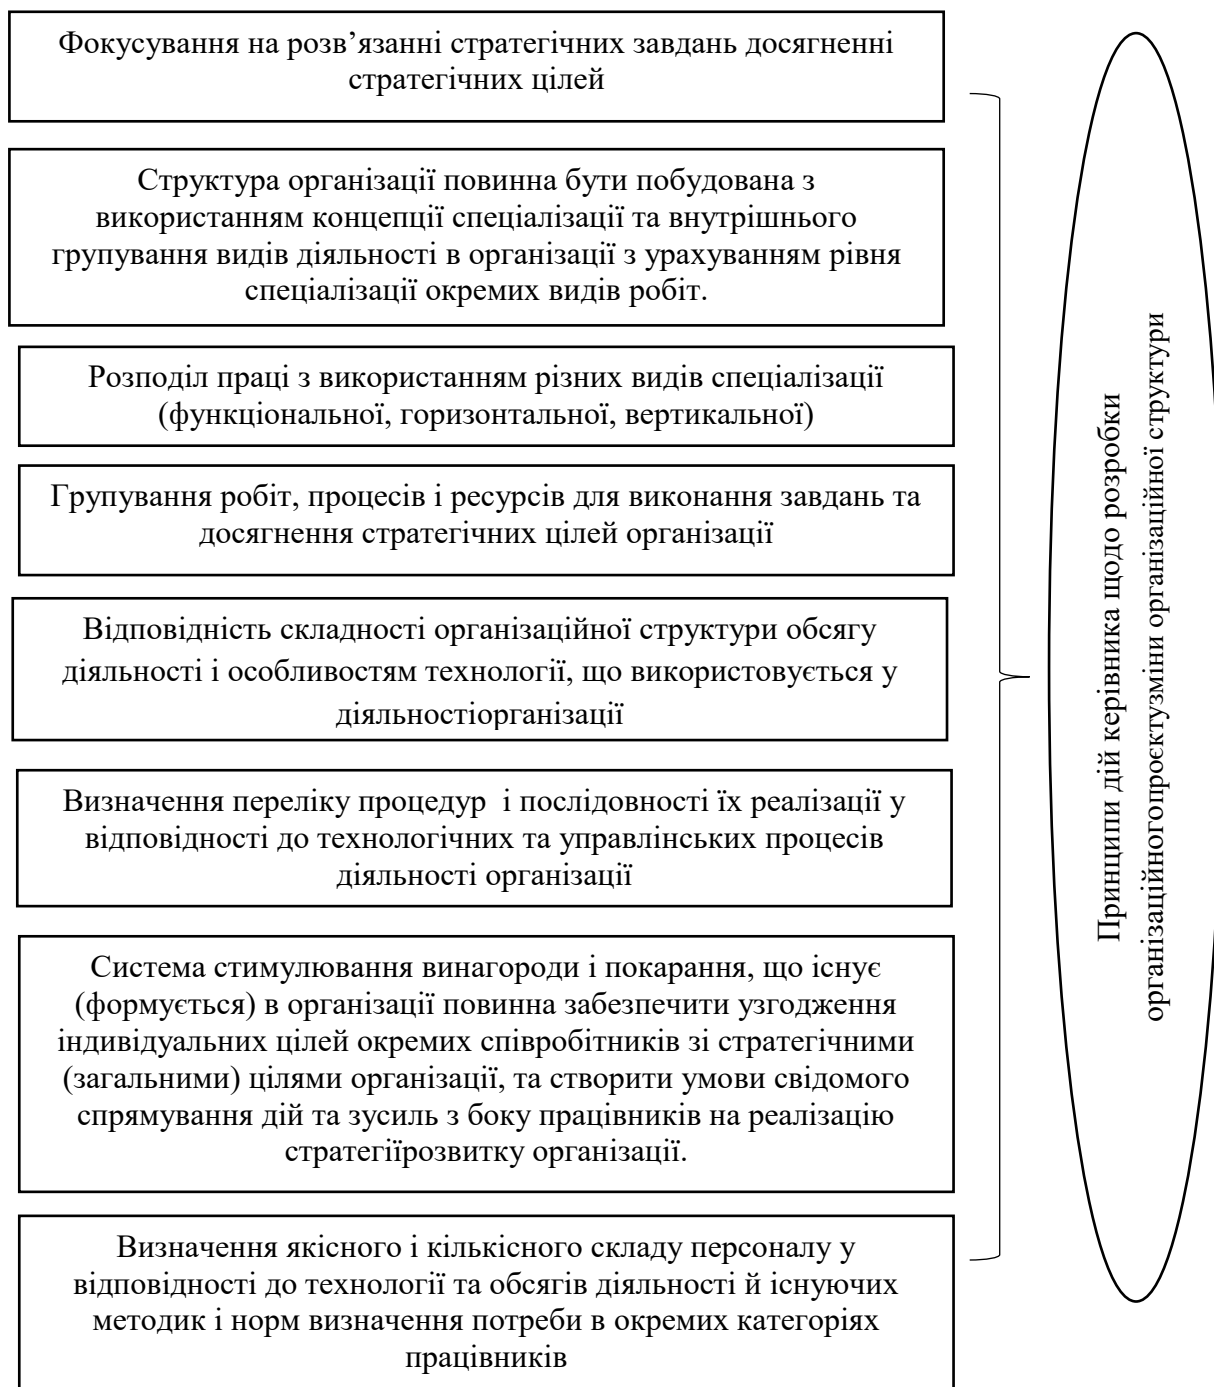 Фокусування на розв’язанні стратегічних завдань досягненні
стратегічних цілей
Структура організації повинна бути побудована з
використанням концепції спеціалізації та внутрішнього
групування видів діяльності в організації з урахуванням рівня
спеціалізації окремих видів робіт.
Розподіл праці з використанням різних видів спеціалізації
(функціональної, горизонтальної, вертикальної)
Групування робіт, процесів і ресурсів для виконання завдань та
досягнення стратегічних цілей організації
Відповідність складності організаційної структури обсягу
діяльності і особливостям технології, що використовується у
діяльностіорганізації
Визначення переліку процедур  і послідовності їх реалізації у
відповідності до технологічних та управлінських процесів
діяльності організації
Система стимулювання винагороди і покарання, що існує
(формується) в організації повинна забезпечити узгодження
індивідуальних цілей окремих співробітників зі стратегічними
(загальними) цілями організації, та створити умови свідомого
спрямування дій та зусиль з боку працівників на реалізацію
стратегіїрозвитку організації.
Визначення якісного і кількісного складу персоналу у
відповідності до технології та обсягів діяльності й існуючих
методик і норм визначення потреби в окремих категоріях
працівників
Принципи дій керівника щодо розробки
організаційногопроєктузміни організаційної структури